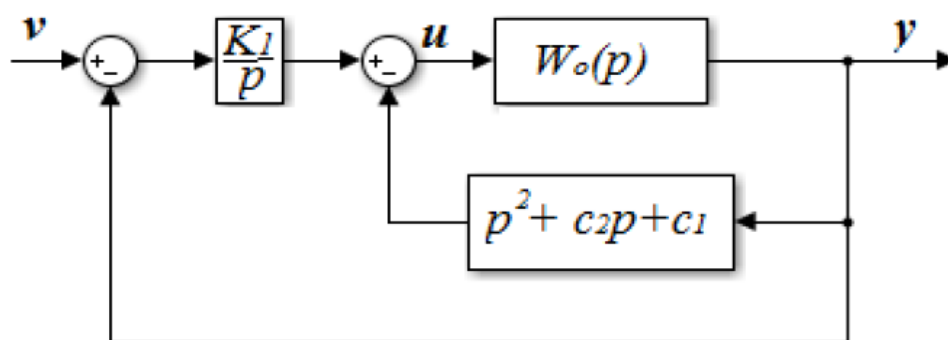 v
+
−
K1
p
+
−
u
Wo(p)
y
p² + c₂p+c₁